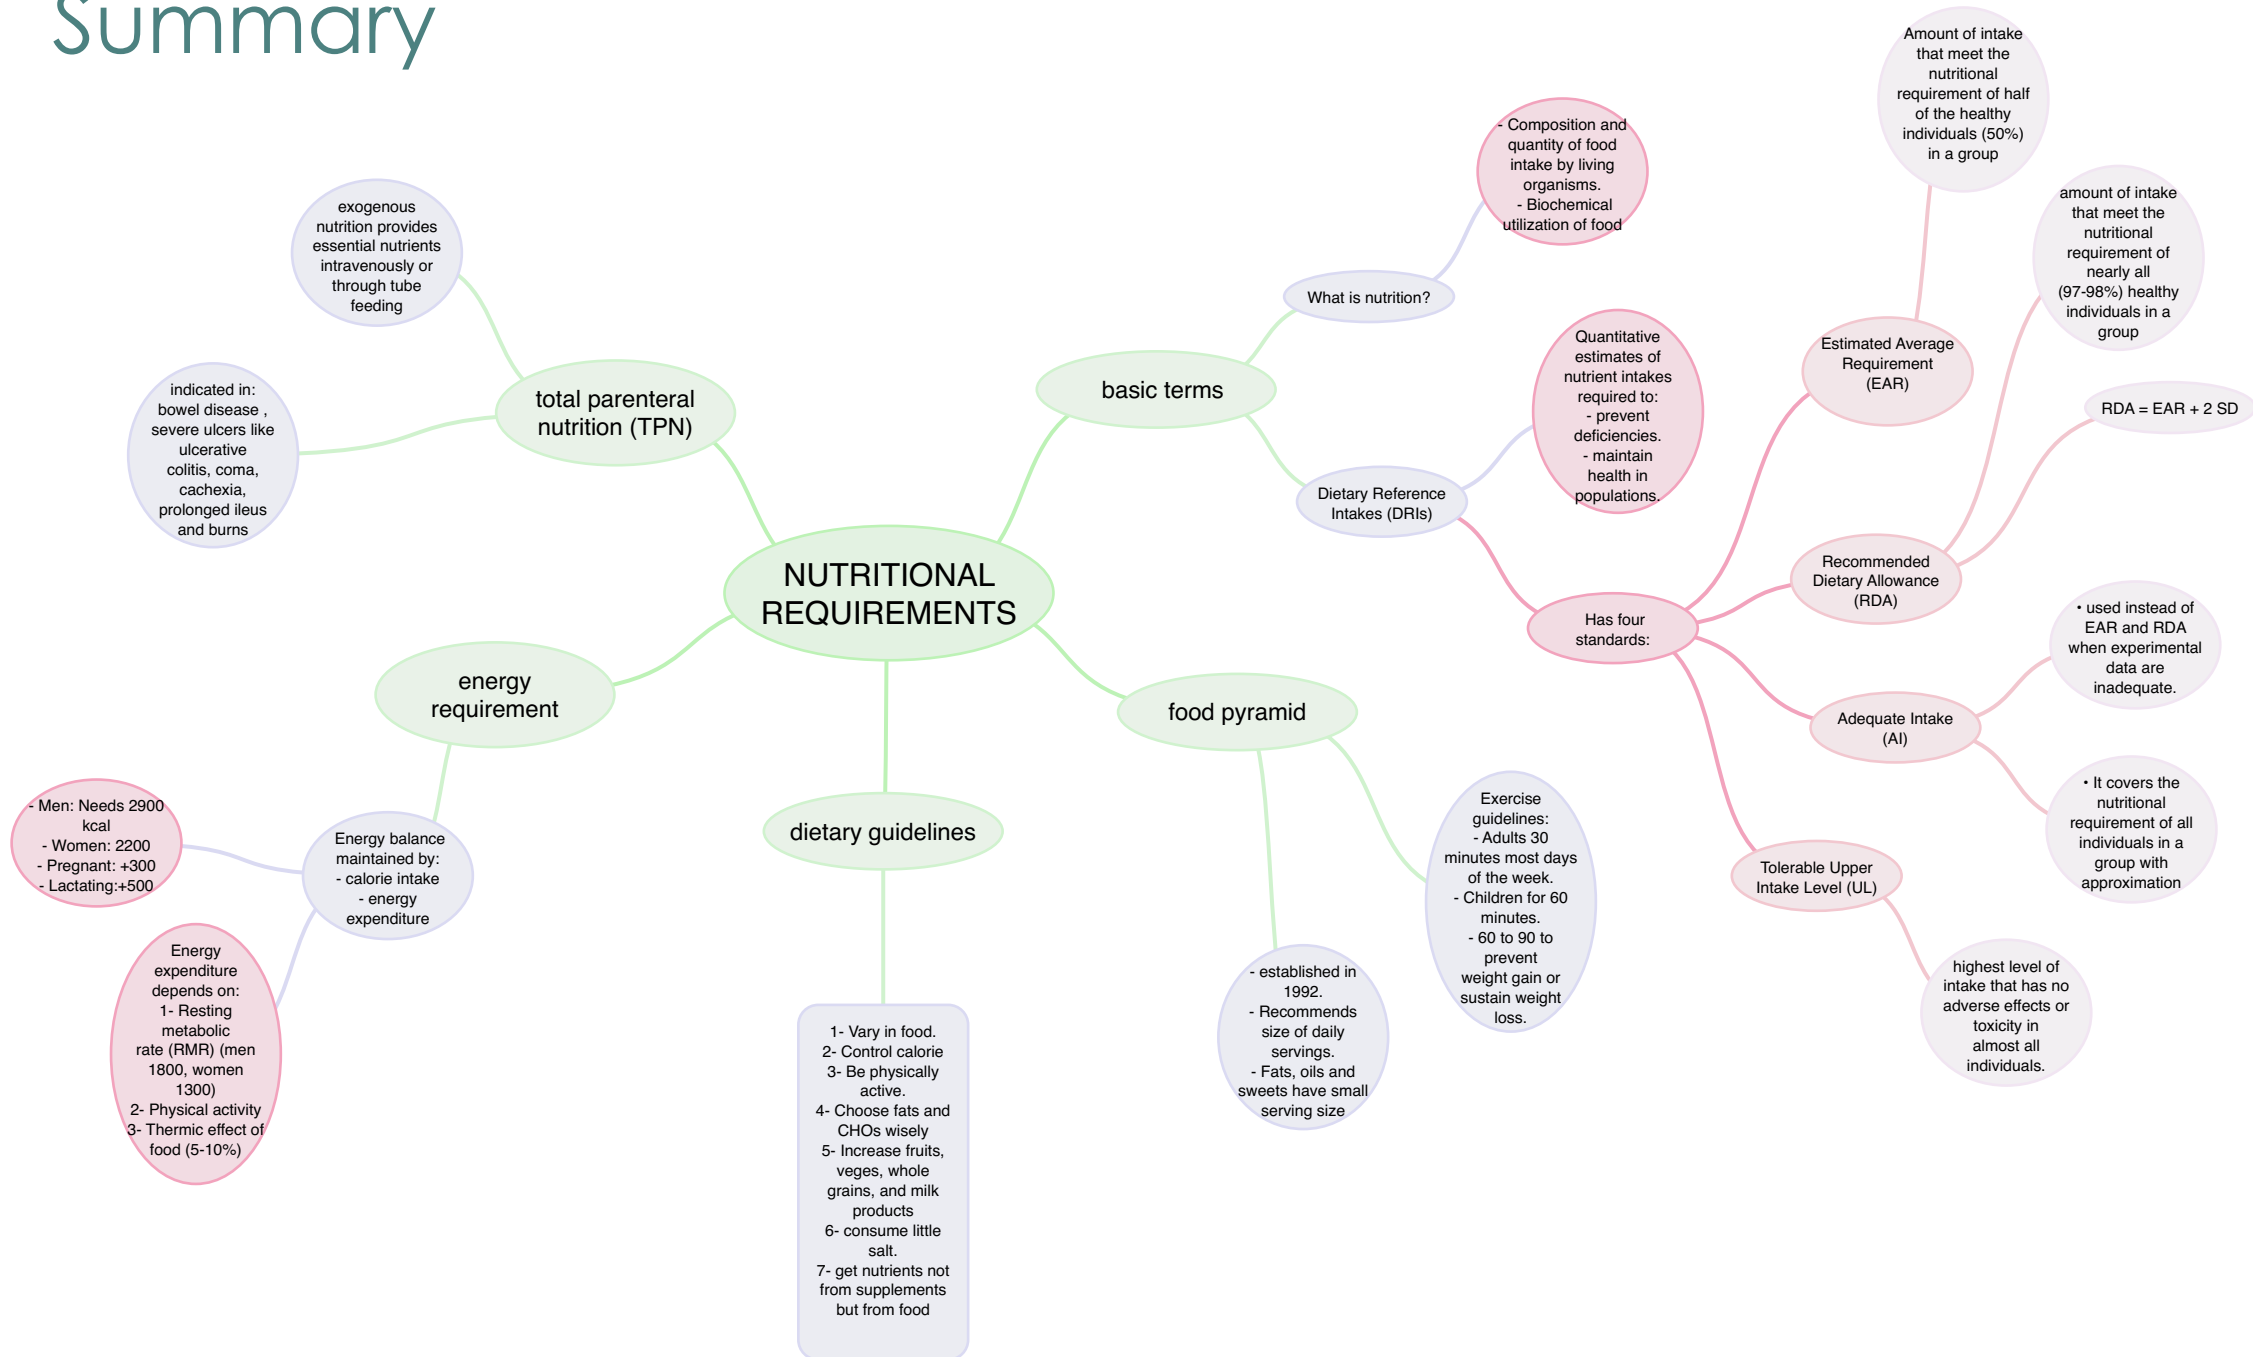 Summary
NUTRITIONAL
REQUIREMENTS
total parenteral
nutrition (TPN)
exogenous
nutrition provides
essential nutrients
intravenously or
through tube
feeding
indicated in:
bowel disease ,
severe ulcers like
ulcerative
colitis, coma,
cachexia,
prolonged ileus
and burns
energy
requirement
Energy balance
maintained by:
- calorie intake
- energy
expenditure
- Men: Needs 2900
kcal
- Women: 2200
- Pregnant: +300
- Lactating:+500
Energy
expenditure
depends on:
1- Resting
metabolic
rate (RMR) (men
1800, women
1300)
2- Physical activity
3- Thermic effect of
food (5-10%)
dietary guidelines
1- Vary in food.
2- Control calorie
3- Be physically
active.
4- Choose fats and
CHOs wisely
5- Increase fruits,
veges, whole
grains, and milk
products
6- consume little
salt.
7- get nutrients not
from supplements
but from food
food pyramid
- established in
1992.
- Recommends
size of daily
servings.
- Fats, oils and
sweets have small
serving size
Exercise
guidelines:
- Adults 30
minutes most days
of the week.
- Children for 60
minutes.
- 60 to 90 to
prevent
weight gain or
sustain weight
loss.
basic terms
What is nutrition?
- Composition and
quantity of food
intake by living
organisms.
- Biochemical
utilization of food
Dietary Reference
Intakes (DRIs)
Quantitative
estimates of
nutrient intakes
required to:
- prevent
deficiencies.
- maintain
health in
populations.
Has four
standards:
Estimated Average
Requirement
(EAR)
Amount of intake
that meet the
nutritional
requirement of half
of the healthy
individuals (50%)
in a group
Recommended
Dietary Allowance
(RDA)
amount of intake
that meet the
nutritional
requirement of
nearly all
(97-98%) healthy
individuals in a
group
RDA = EAR + 2 SD
Adequate Intake
(AI)
• used instead of
EAR and RDA
when experimental
data are
inadequate.
• It covers the
nutritional
requirement of all
individuals in a
group with
approximation
Tolerable Upper
Intake Level (UL)
highest level of
intake that has no
adverse effects or
toxicity in
almost all
individuals.